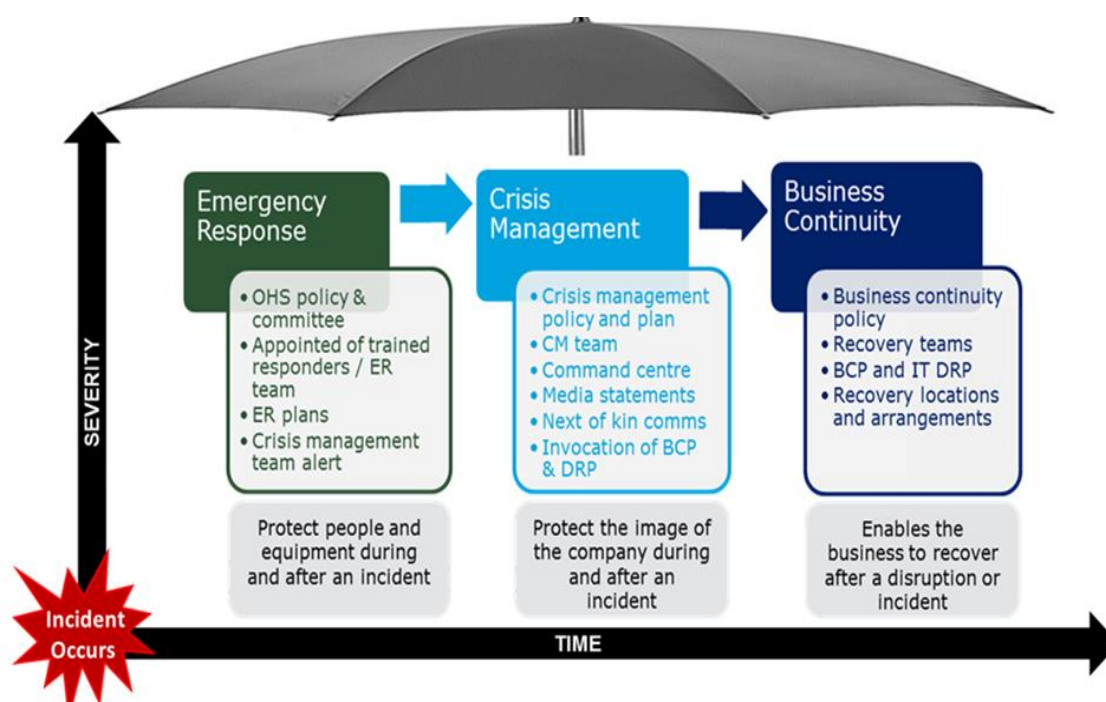 Emergency
Response
• OHS policy &
committee
• Appointed of trained
responders / ER
team
• ER plans
• Crisis management
team alert
Protect people and
equipment during
and after an incident
Crisis
Management
• Crisis management
policy and plan
• CM team
• Command centre
• Media statements
• Next of kin comms
• Invocation of BCP
& DRP
Protect the image of
the company during
and after an
incident
Business
Continuity
• Business continuity
policy
• Recovery teams
• BCP and IT DRP
• Recovery locations
and arrangements
Enables the
business to recover
after a disruption or
incident
SEVERITY
Incident
Occurs
TIME